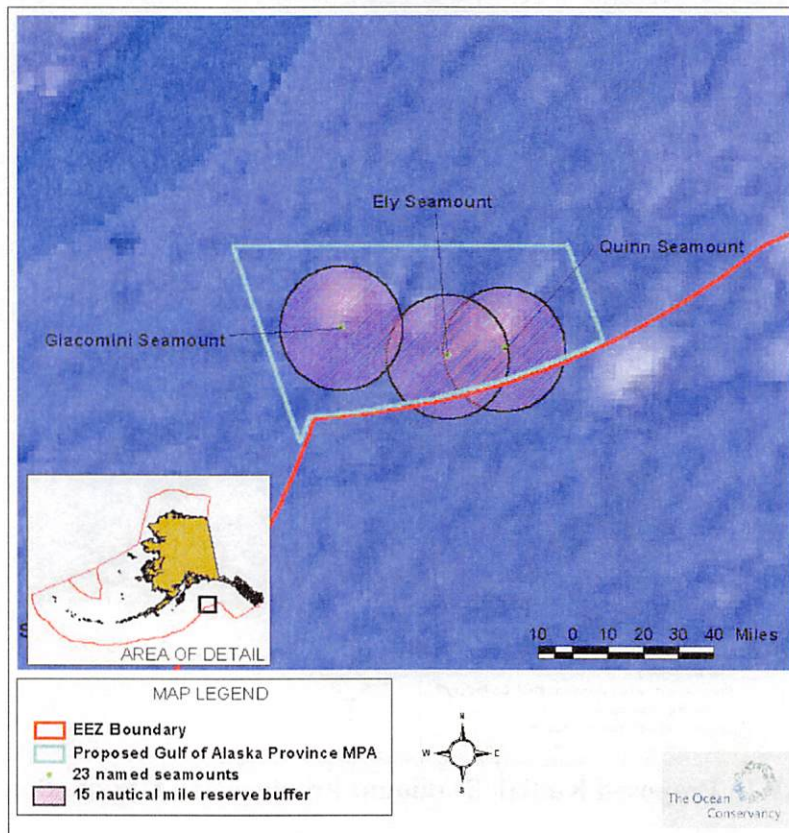 Ely Seamount
Quinn Seamount
Giacomini Seamount
AREA OF DETAIL
10 0 10 20 30 40 Miles
MAP LEGEND
EEZ Boundary
Proposed Gulf of Alaska Province MPA
23 named seamounts
15 nautical mile reserve buffer
N
W E
S
The Ocean
Conservancy